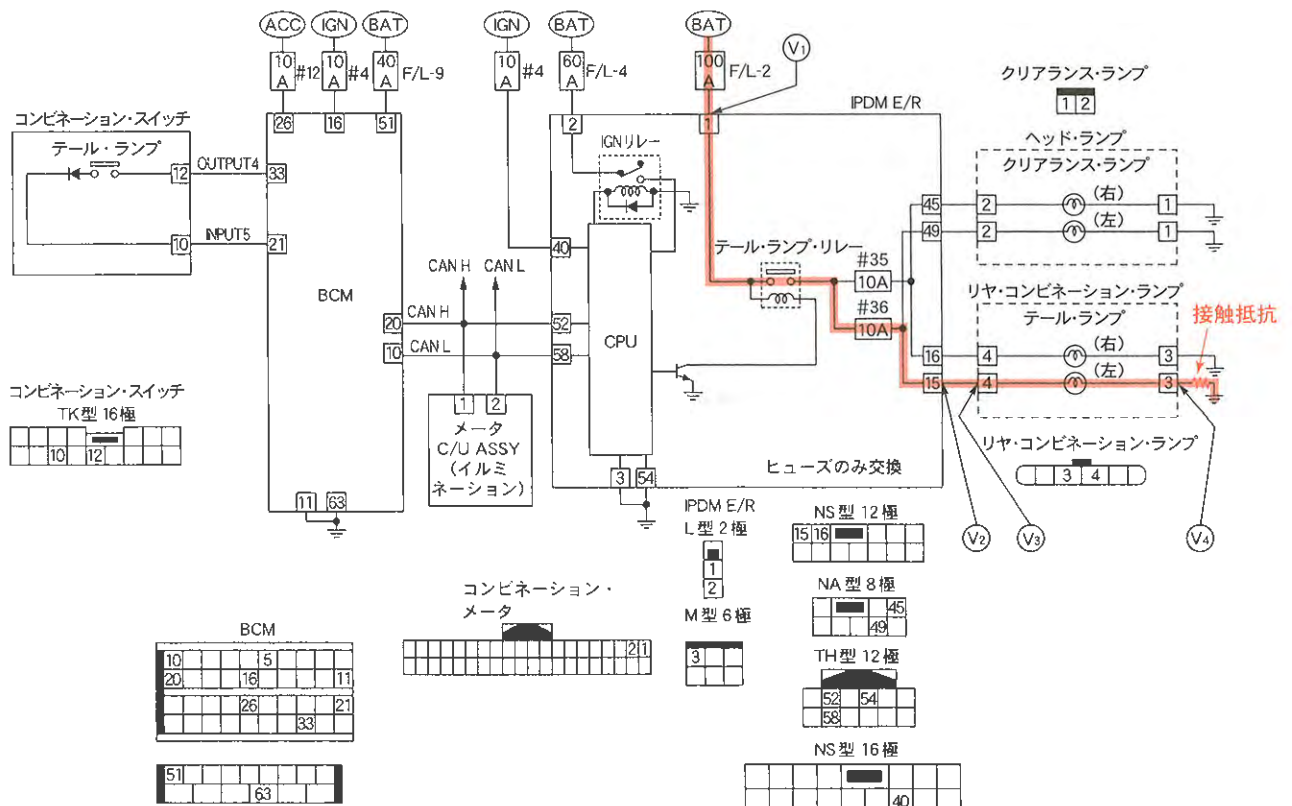 ACC
IGN
BAT
IGN
BAT
BAT
V1
10 A
#12
10 A
#4
40 A
F/L-9
10 A
#4
60 A
F/L-4
100 A
F/L-2
IPDM E/R
26
16
51
2
1
コンビネーション・スイッチ
テール・ランプ
12
OUTPUT4
33
10
INPUT5
21
BCM
IGNリレー
40
CAN H
CAN L
20
CAN H
52
10
CAN L
58
CPU
テール・ランプ・リレー
#35
10A
#36
10A
45
49
16
15
クリアランス・ランプ
1 2
ヘッド・ランプ
クリアランス・ランプ
2
(右)
1
2
(左)
1
リヤ・コンビネーション・ランプ
テール・ランプ
接触抵抗
4
(右)
3
4
(左)
3
リヤ・コンビネーション・ランプ
3 4
V2
V3
V4
1
2
メータ
C/U ASSY
(イルミ
ネーション)
3
54
ヒューズのみ交換
11
63
コンビネーション・スイッチ
TK型 16極
10
12
BCM
10
5
20
16
11
26
21
33
51
63
コンビネーション・
メータ
2 1
IPDM E/R
L型 2極
1
2
M型 6極
3
NS型 12極
15 16
NA型 8極
45
49
TH型 12極
52
54
58
NS型 16極
40